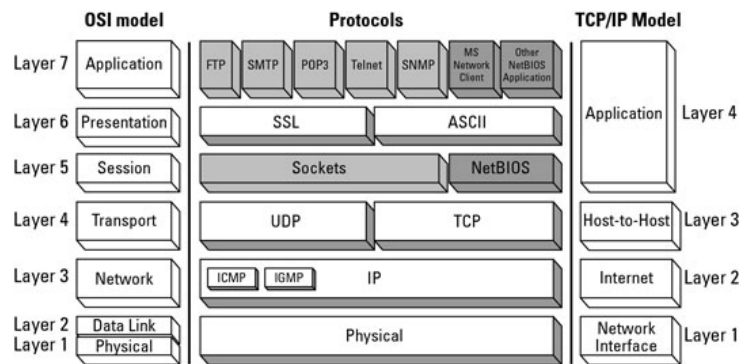 OSI model Protocols TCP/IP Model
Layer 7 Application FTP SMTP POP3 Telnet SNMP MS Network Client Other NetBIOS Application
Layer 6 Presentation SSL ASCII Application Layer 4
Layer 5 Session Sockets NetBIOS
Layer 4 Transport UDP TCP Host-to-Host Layer 3
Layer 3 Network ICMP IGMP IP Internet Layer 2
Layer 2 Data Link
Layer 1 Physical Physical Network Interface Layer 1